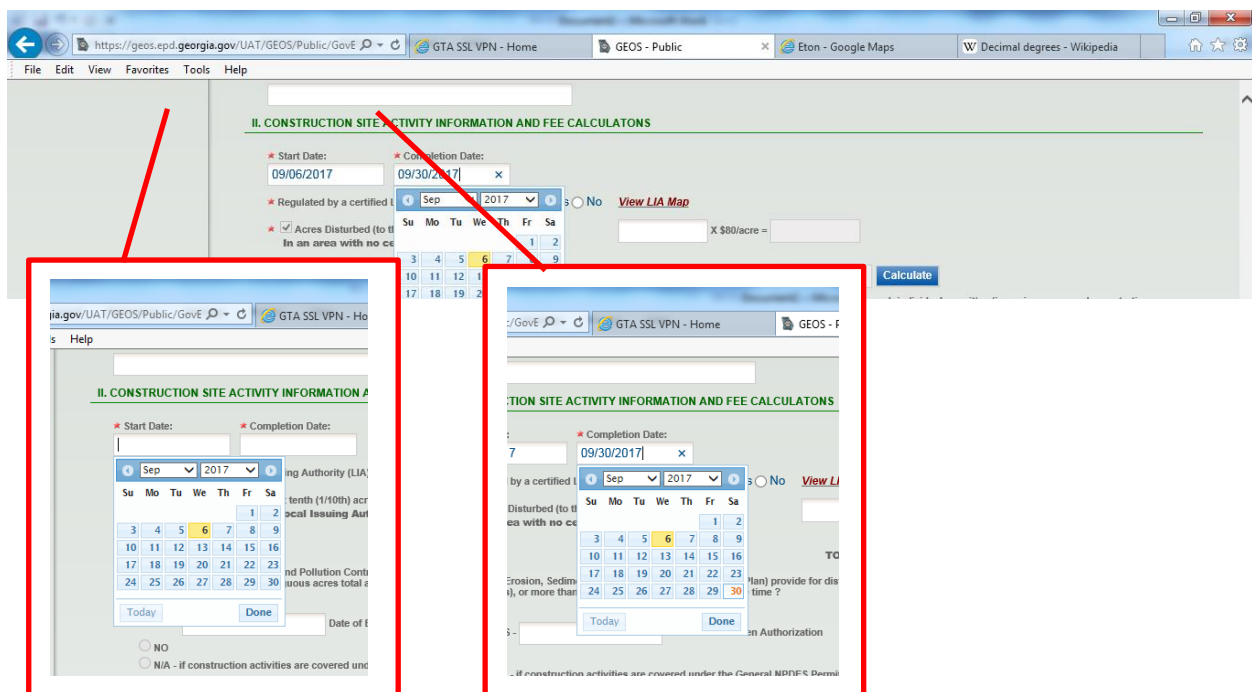 https://geos.epd.georgia.gov/UAT/GEOS/Public/GovE
GTA SSL VPN - Home
GEOS - Public
Eton - Google Maps
W Decimal degrees - Wikipedia
File Edit View Favorites Tools Help
II. CONSTRUCTION SITE ACTIVITY INFORMATION AND FEE CALCULATONS
* Start Date: * Completion Date:
09/06/2017 09/30/2017 ×
* Regulated by a certified L Sep 2017 s No View LIA Map
Su Mo Tu We Th Fr Sa
* Acres Disturbed (to th X $80/acre =
In an area with no ce 1 2
3 4 5 6 7 8 9
10 11 12 1
Calculate
17 18 19 2
jia.gov/UAT/GEOS/Public/GovE
GTA SSL VPN - Ho
s Help
II. CONSTRUCTION SITE ACTIVITY INFORMATION A
* Start Date: * Completion Date:
Sep 2017 ing Authority (LIA)
Su Mo Tu We Th Fr Sa
tenth (1/10th) acr
1 2 ocal Issuing Aut
3 4 5 6 7 8 9
10 11 12 13 14 15 16
17 18 19 20 21 22 23 nd Pollution Contr
24 25 26 27 28 29 30 uous acres total a
Today Done
Date of E
NO
N/A - if construction activities are covered und
:/GovE
GTA SSL VPN - Home
GEOS - P
TION SITE ACTIVITY INFORMATION AND FEE CALCULATONS
: * Completion Date:
7 09/30/2017 ×
by a certified L Sep 2017 s No View LI
Su Mo Tu We Th Fr Sa
Disturbed (to th
ea with no ce 1 2
3 4 5 6 7 8 9
10 11 12 13 14 15 16 TO
17 18 19 20 21 22 23
Erosion, Sedim Plan) provide for dis
s), or more than 24 25 26 27 28 29 30 time ?
Today Done
S - en Authorization
- if construction activities are covered under the General NPDES Permi